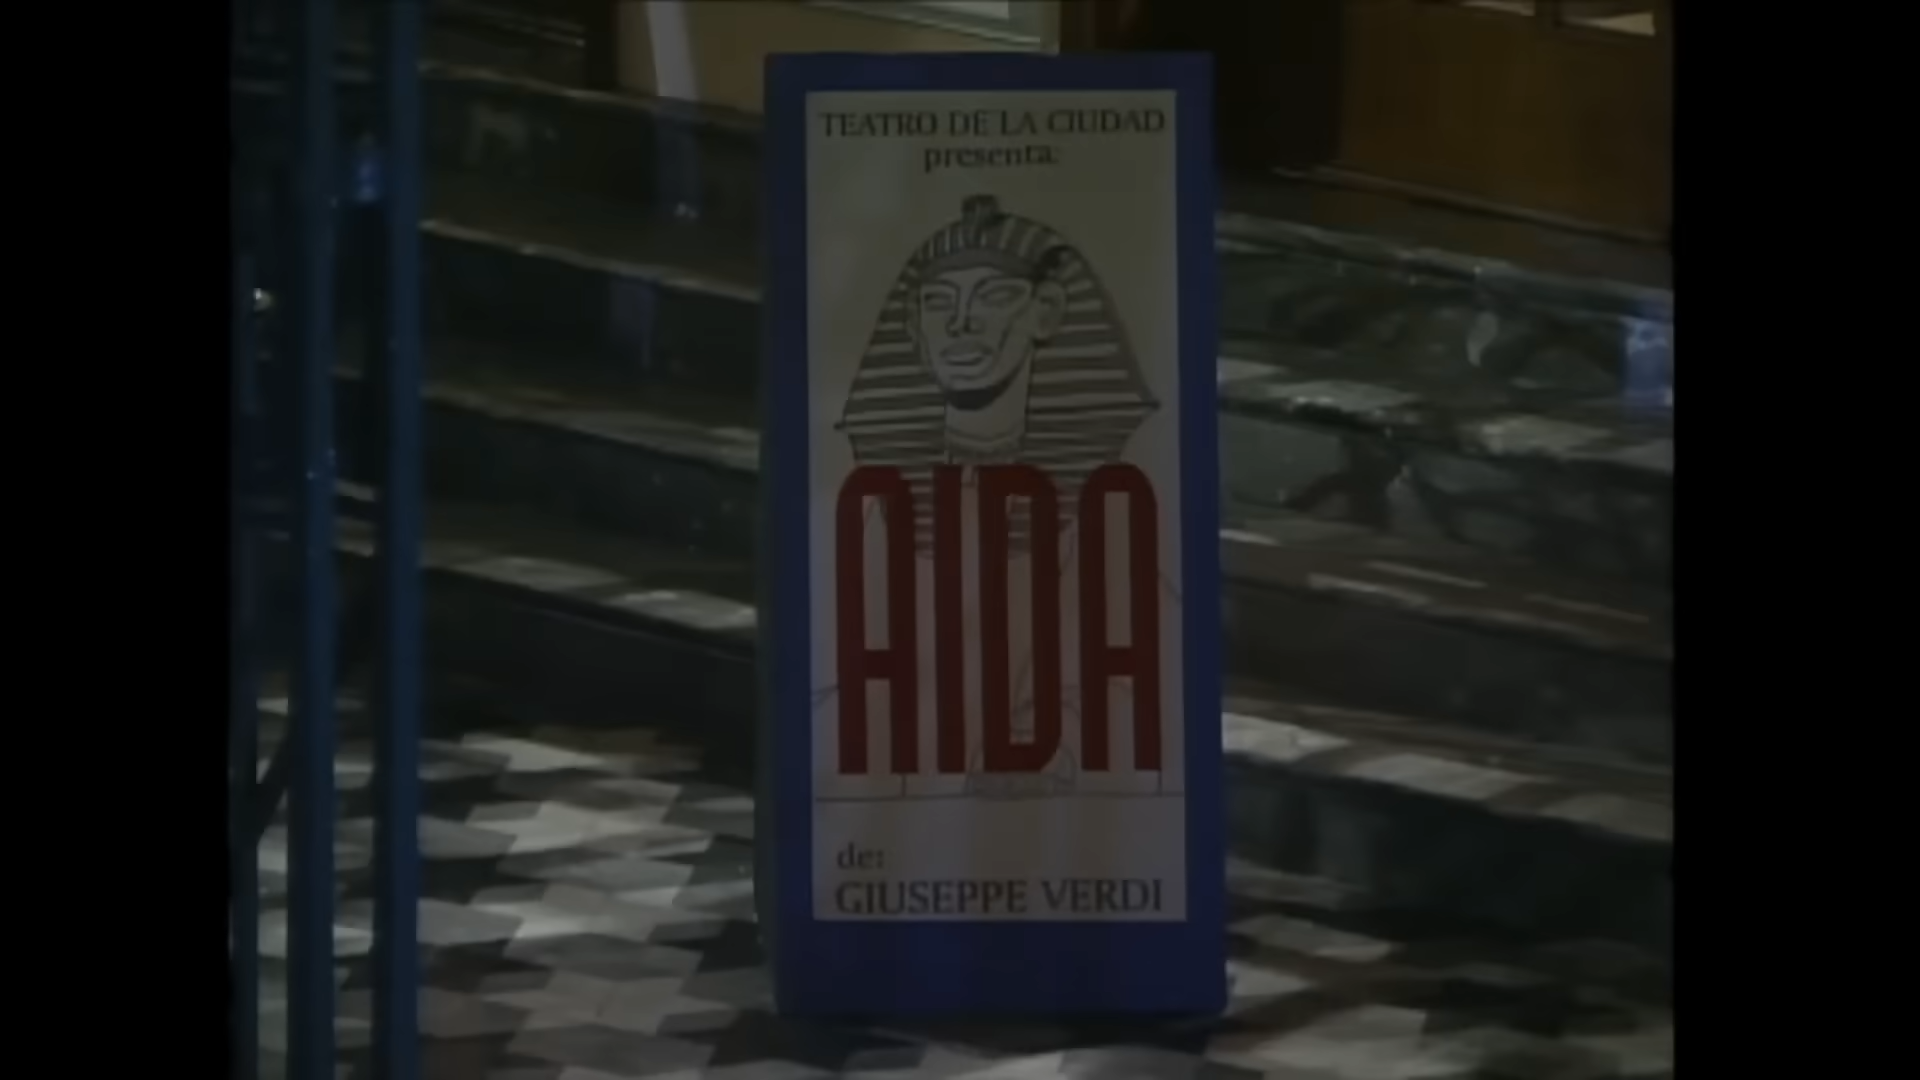 TEATRO DE LA CIUDAD
presenta:
AIDA
de:
GIUSEPPE VERDI